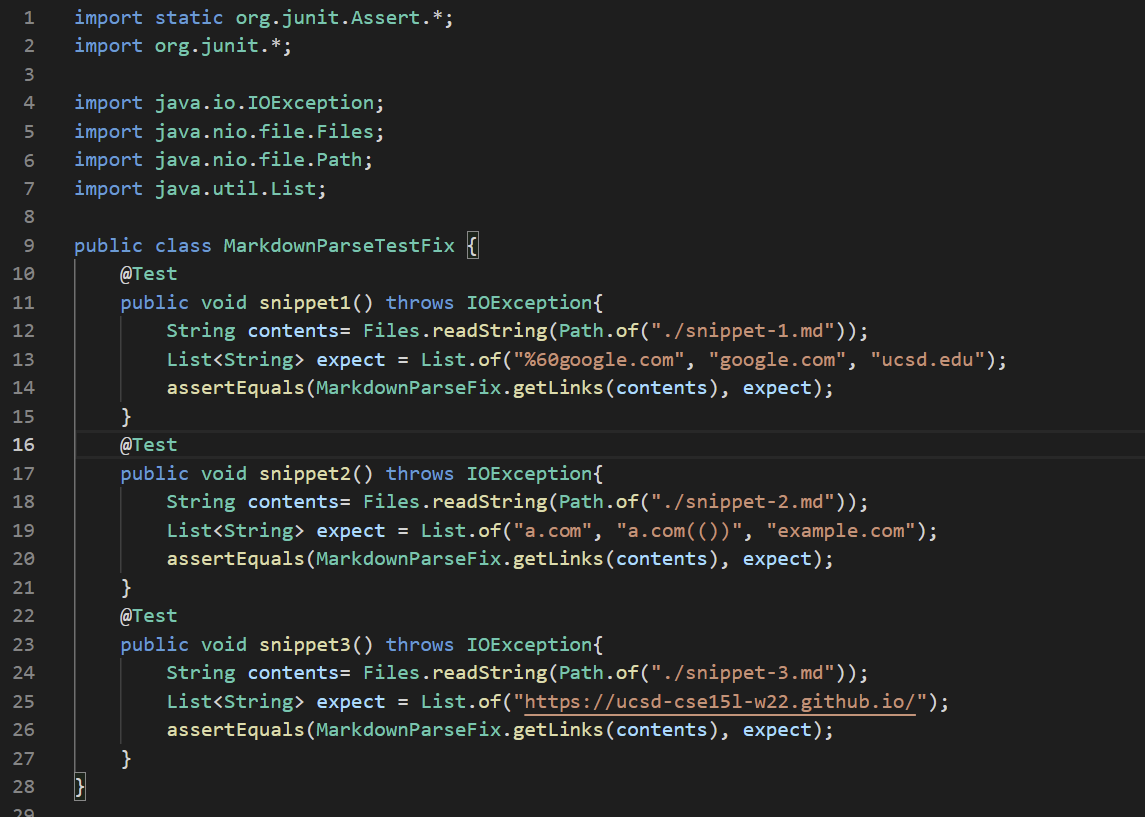 1 import static org.junit.Assert.*;
2 import org.junit.*;
3
4 import java.io.IOException;
5 import java.nio.file.Files;
6 import java.nio.file.Path;
7 import java.util.List;
8
9 public class MarkdownParseTestFix {
10     @Test
11     public void snippet1() throws IOException{
12         String contents= Files.readString(Path.of("./snippet-1.md"));
13         List<String> expect = List.of("%60google.com", "google.com", "ucsd.edu");
14         assertEquals(MarkdownParseFix.getLinks(contents), expect);
15     }
16     @Test
17     public void snippet2() throws IOException{
18         String contents= Files.readString(Path.of("./snippet-2.md"));
19         List<String> expect = List.of("a.com", "a.com(())", "example.com");
20         assertEquals(MarkdownParseFix.getLinks(contents), expect);
21     }
22     @Test
23     public void snippet3() throws IOException{
24         String contents= Files.readString(Path.of("./snippet-3.md"));
25         List<String> expect = List.of("https://ucsd-cse15l-w22.github.io/");
26         assertEquals(MarkdownParseFix.getLinks(contents), expect);
27     }
28 }
29